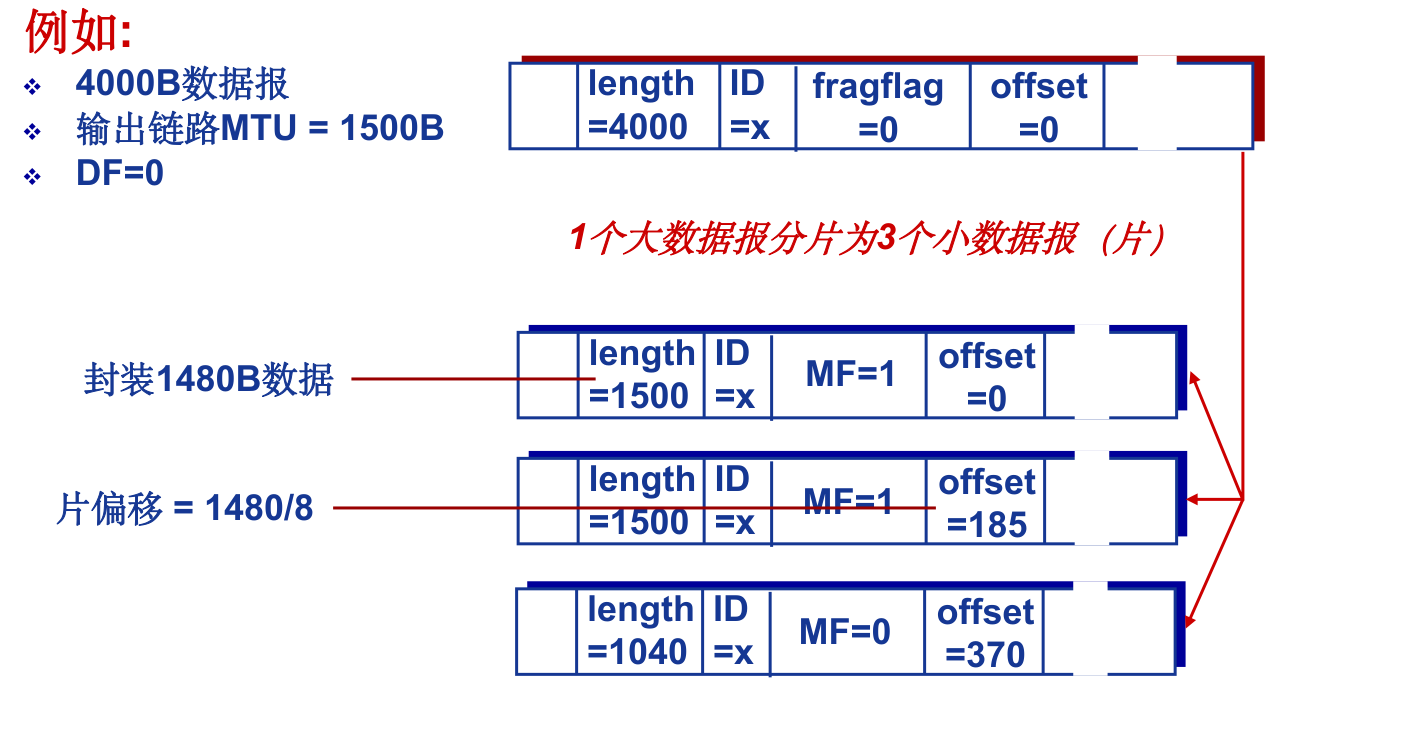 例如:
4000B数据报
输出链路MTU = 1500B
DF=0
length ID fragflag offset
=4000 =x =0 =0
1个大数据报分片为3个小数据报（片）
length ID MF=1 offset
=1500 =x =0
封装1480B数据
length ID MF=1 offset
=1500 =x =185
片偏移 = 1480/8
length ID MF=0 offset
=1040 =x =370